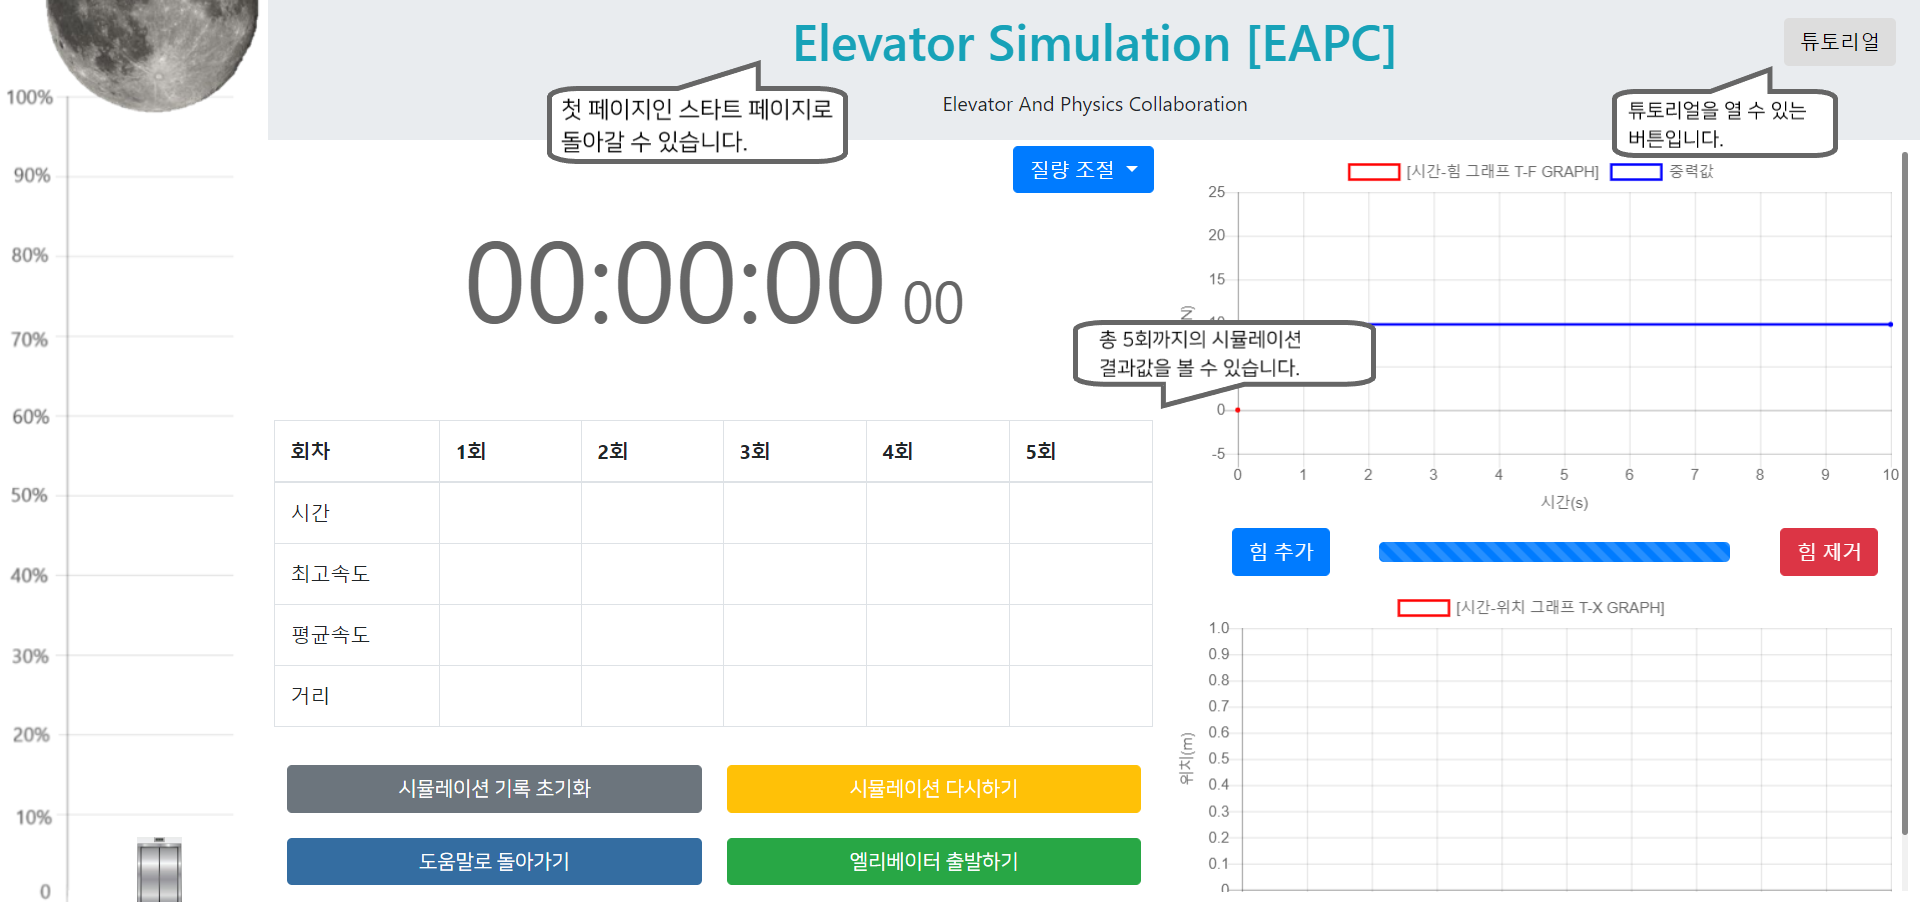 Elevator Simulation [EAPC]
Elevator And Physics Collaboration
튜토리얼
첫 페이지인 스타트 페이지로
돌아갈 수 있습니다.
튜토리얼을 열 수 있는
버튼입니다.
100%
90%
80%
70%
60%
50%
40%
30%
20%
10%
0
질량 조절
00:00:00 00
총 5회까지의 시뮬레이션
결과값을 볼 수 있습니다.
회차 1회 2회 3회 4회 5회
시간
최고속도
평균속도
거리
시뮬레이션 기록 초기화
시뮬레이션 다시하기
도움말로 돌아가기
엘리베이터 출발하기
[시간-힘 그래프 T-F GRAPH] 중력값
25
20
15
0
-5
0 1 2 3 4 5 6 7 8 9 10
시간(s)
힘 추가
힘 제거
[시간-위치 그래프 T-X GRAPH]
위치(m)
1.0
0.9
0.8
0.7
0.6
0.5
0.4
0.3
0.2
0.1
0